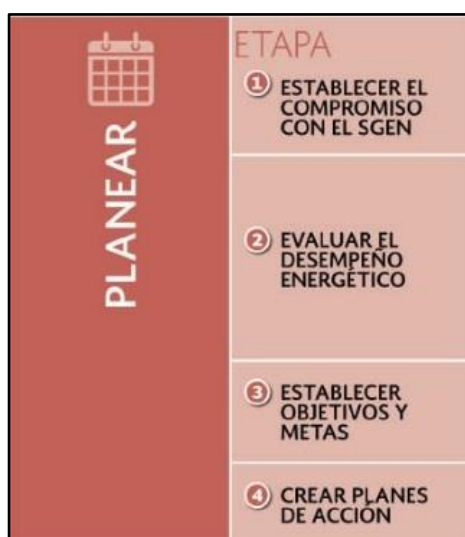 PLANEAR
ETAPA
1 ESTABLECER EL
COMPROMISO
CON EL SGEN
2 EVALUAR EL
DESEMPEÑO
ENERGÉTICO
3 ESTABLECER
OBJETIVOS Y
METAS
4 CREAR PLANES
DE ACCIÓN